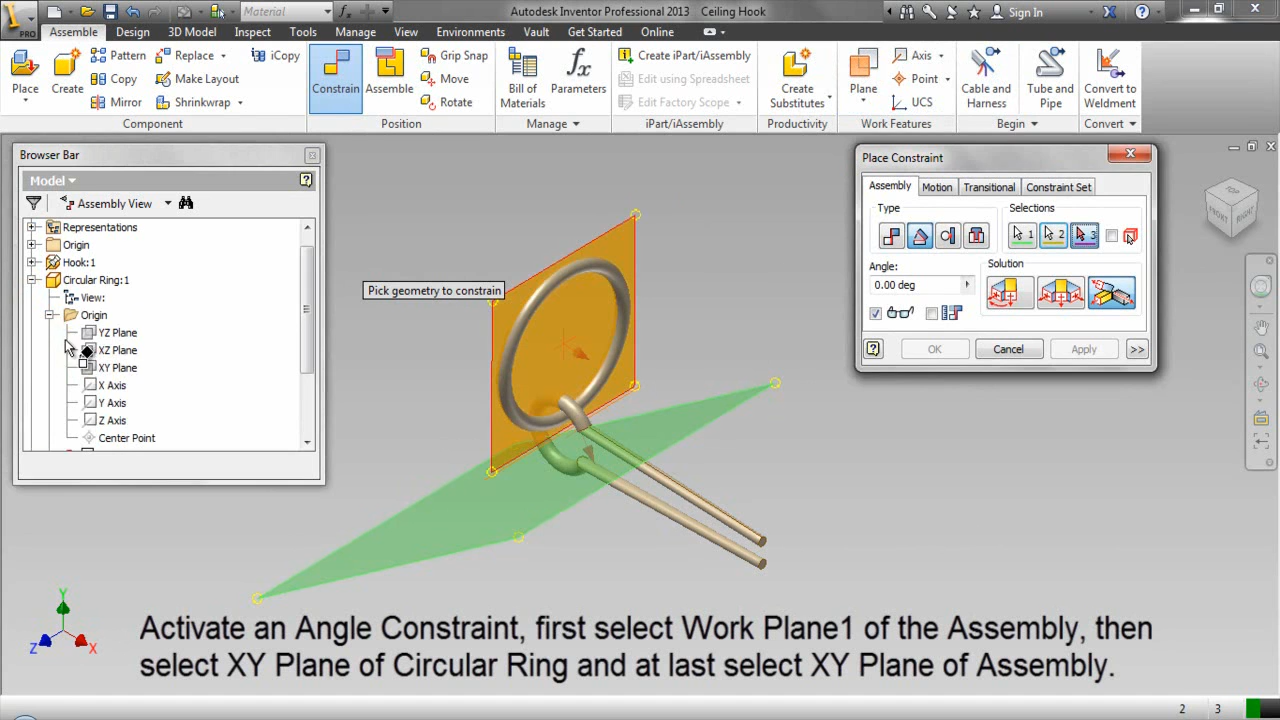 PRO
Material
Autodesk Inventor Professional 2013 Ceiling Hook
Sign In
Assemble Design 3D Model Inspect Tools Manage View Environments Vault Get Started Online
Place
Create
Pattern
Copy
Mirror
Replace
Make Layout
Shrinkwrap
iCopy
Component
Constrain
Assemble
Grip Snap
Move
Rotate
Position
Bill of
Materials
Parameters
Manage
Create iPart/iAssembly
Edit using Spreadsheet
Edit Factory Scope
iPart/iAssembly
Create
Substitutes
Productivity
Plane
Axis
Point
UCS
Work Features
Cable and
Harness
Tube and
Pipe
Begin
Convert to
Weldment
Convert
Browser Bar
Model
Assembly View
Representations
Origin
Hook:1
Circular Ring:1
View:
Origin
YZ Plane
XZ Plane
XY Plane
X Axis
Y Axis
Z Axis
Center Point
Pick geometry to constrain
Place Constraint
Assembly Motion Transitional Constraint Set
Type
Selections
1 2 3
Angle:
0.00 deg
Solution
OK Cancel Apply >>
FRONT RIGHT
Y
Z X
Activate an Angle Constraint, first select Work Plane1 of the Assembly, then
select XY Plane of Circular Ring and at last select XY Plane of Assembly.
2 3